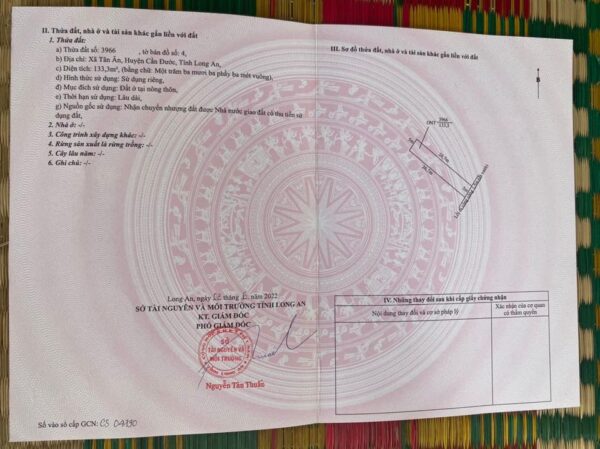 II. Thửa đất, nhà ở và tài sản khác gắn liền với đất
1. Thửa đất:
a) Thửa đất số: 3966 , tờ bản đồ số: 4,
b) Địa chỉ: Xã Tân Ân, Huyện Cần Đước, Tỉnh Long An,
c) Diện tích: 133,3m², (bằng chữ: Một trăm ba mươi ba phẩy ba mét vuông),
d) Hình thức sử dụng: Sử dụng riêng,
đ) Mục đích sử dụng: Đất ở tại nông thôn,
e) Thời hạn sử dụng: Lâu dài,
g) Nguồn gốc sử dụng: Nhận chuyển nhượng đất được Nhà nước giao đất có thu tiền sử
dụng đất.
2. Nhà ở: -/-
3. Công trình xây dựng khác: -/-
4. Rừng sản xuất là rừng trồng: -/-
5. Cây lâu năm: -/-
6. Ghi chú: -/-
Long An, ngày tháng năm 2022
SỞ TÀI NGUYÊN VÀ MÔI TRƯỜNG TỈNH LONG AN
KT. GIÁM ĐỐC
PHÓ GIÁM ĐỐC
SỞ
TÀI NGUYÊN VÀ
MÔI TRƯỜNG
Nguyễn Tân Thuấn
Số vào sổ cấp GCN: CS 04390
III. Sơ đồ thửa đất, nhà ở và tài sản khác gắn liền với đất
B
ONT 3966
133,3
IV. Những thay đổi sau khi cấp giấy chứng nhận
Nội dung thay đổi và cơ sở pháp lý
Xác nhận của cơ quan
có thẩm quyền